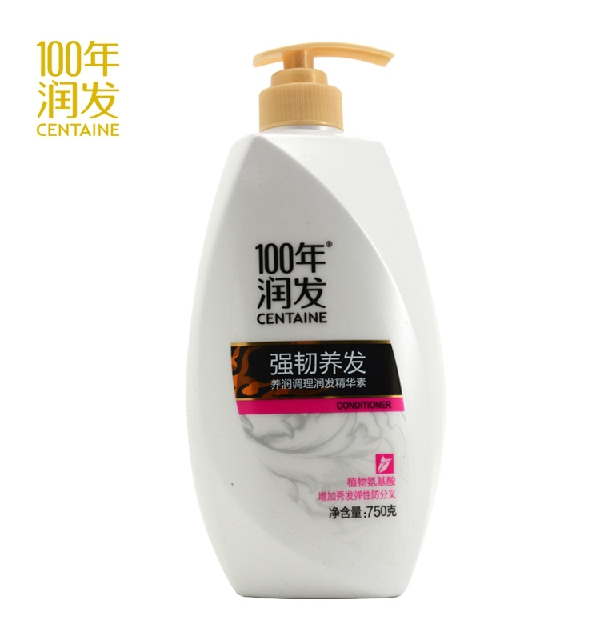 100年
润发
CENTAINE
100年®
润发
CENTAINE
强韧养发
养润调理润发精华素
CONDITIONER
植物氨基酸
增加秀发弹性防分叉
净含量:750克